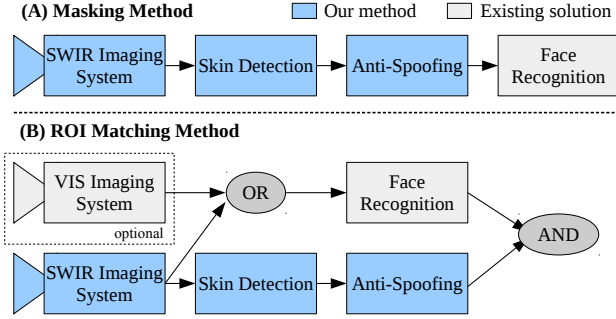 (A) Masking Method
Our method
Existing solution
SWIR Imaging
System
Skin Detection
Anti-Spoofing
Face
Recognition
(B) ROI Matching Method
VIS Imaging
System
optional
OR
Face
Recognition
AND
SWIR Imaging
System
Skin Detection
Anti-Spoofing